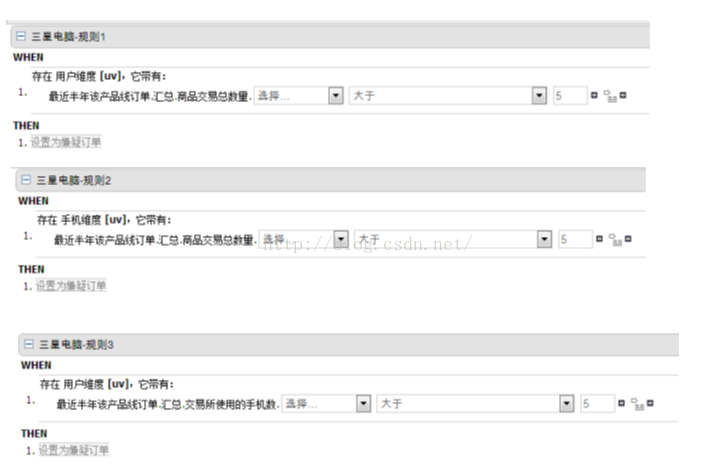 三星电脑-规则1
WHEN
存在 用户维度 [uv]，它带有：
1. 最近半年该产品线订单.汇总.商品交易总数量. 选择... 大于 5
THEN
1. 设置为嫌疑订单
三星电脑-规则2
WHEN
存在 手机维度 [uv]，它带有：
1. 最近半年该产品线订单.汇总.商品交易总数量. 选择... 大于 5
http://blog.csdn.net/
THEN
1. 设置为嫌疑订单
三星电脑-规则3
WHEN
存在 用户维度 [uv]，它带有：
1. 最近半年该产品线订单.汇总.交易所使用的手机数. 选择... 大于 5
THEN
1. 设置为嫌疑订单